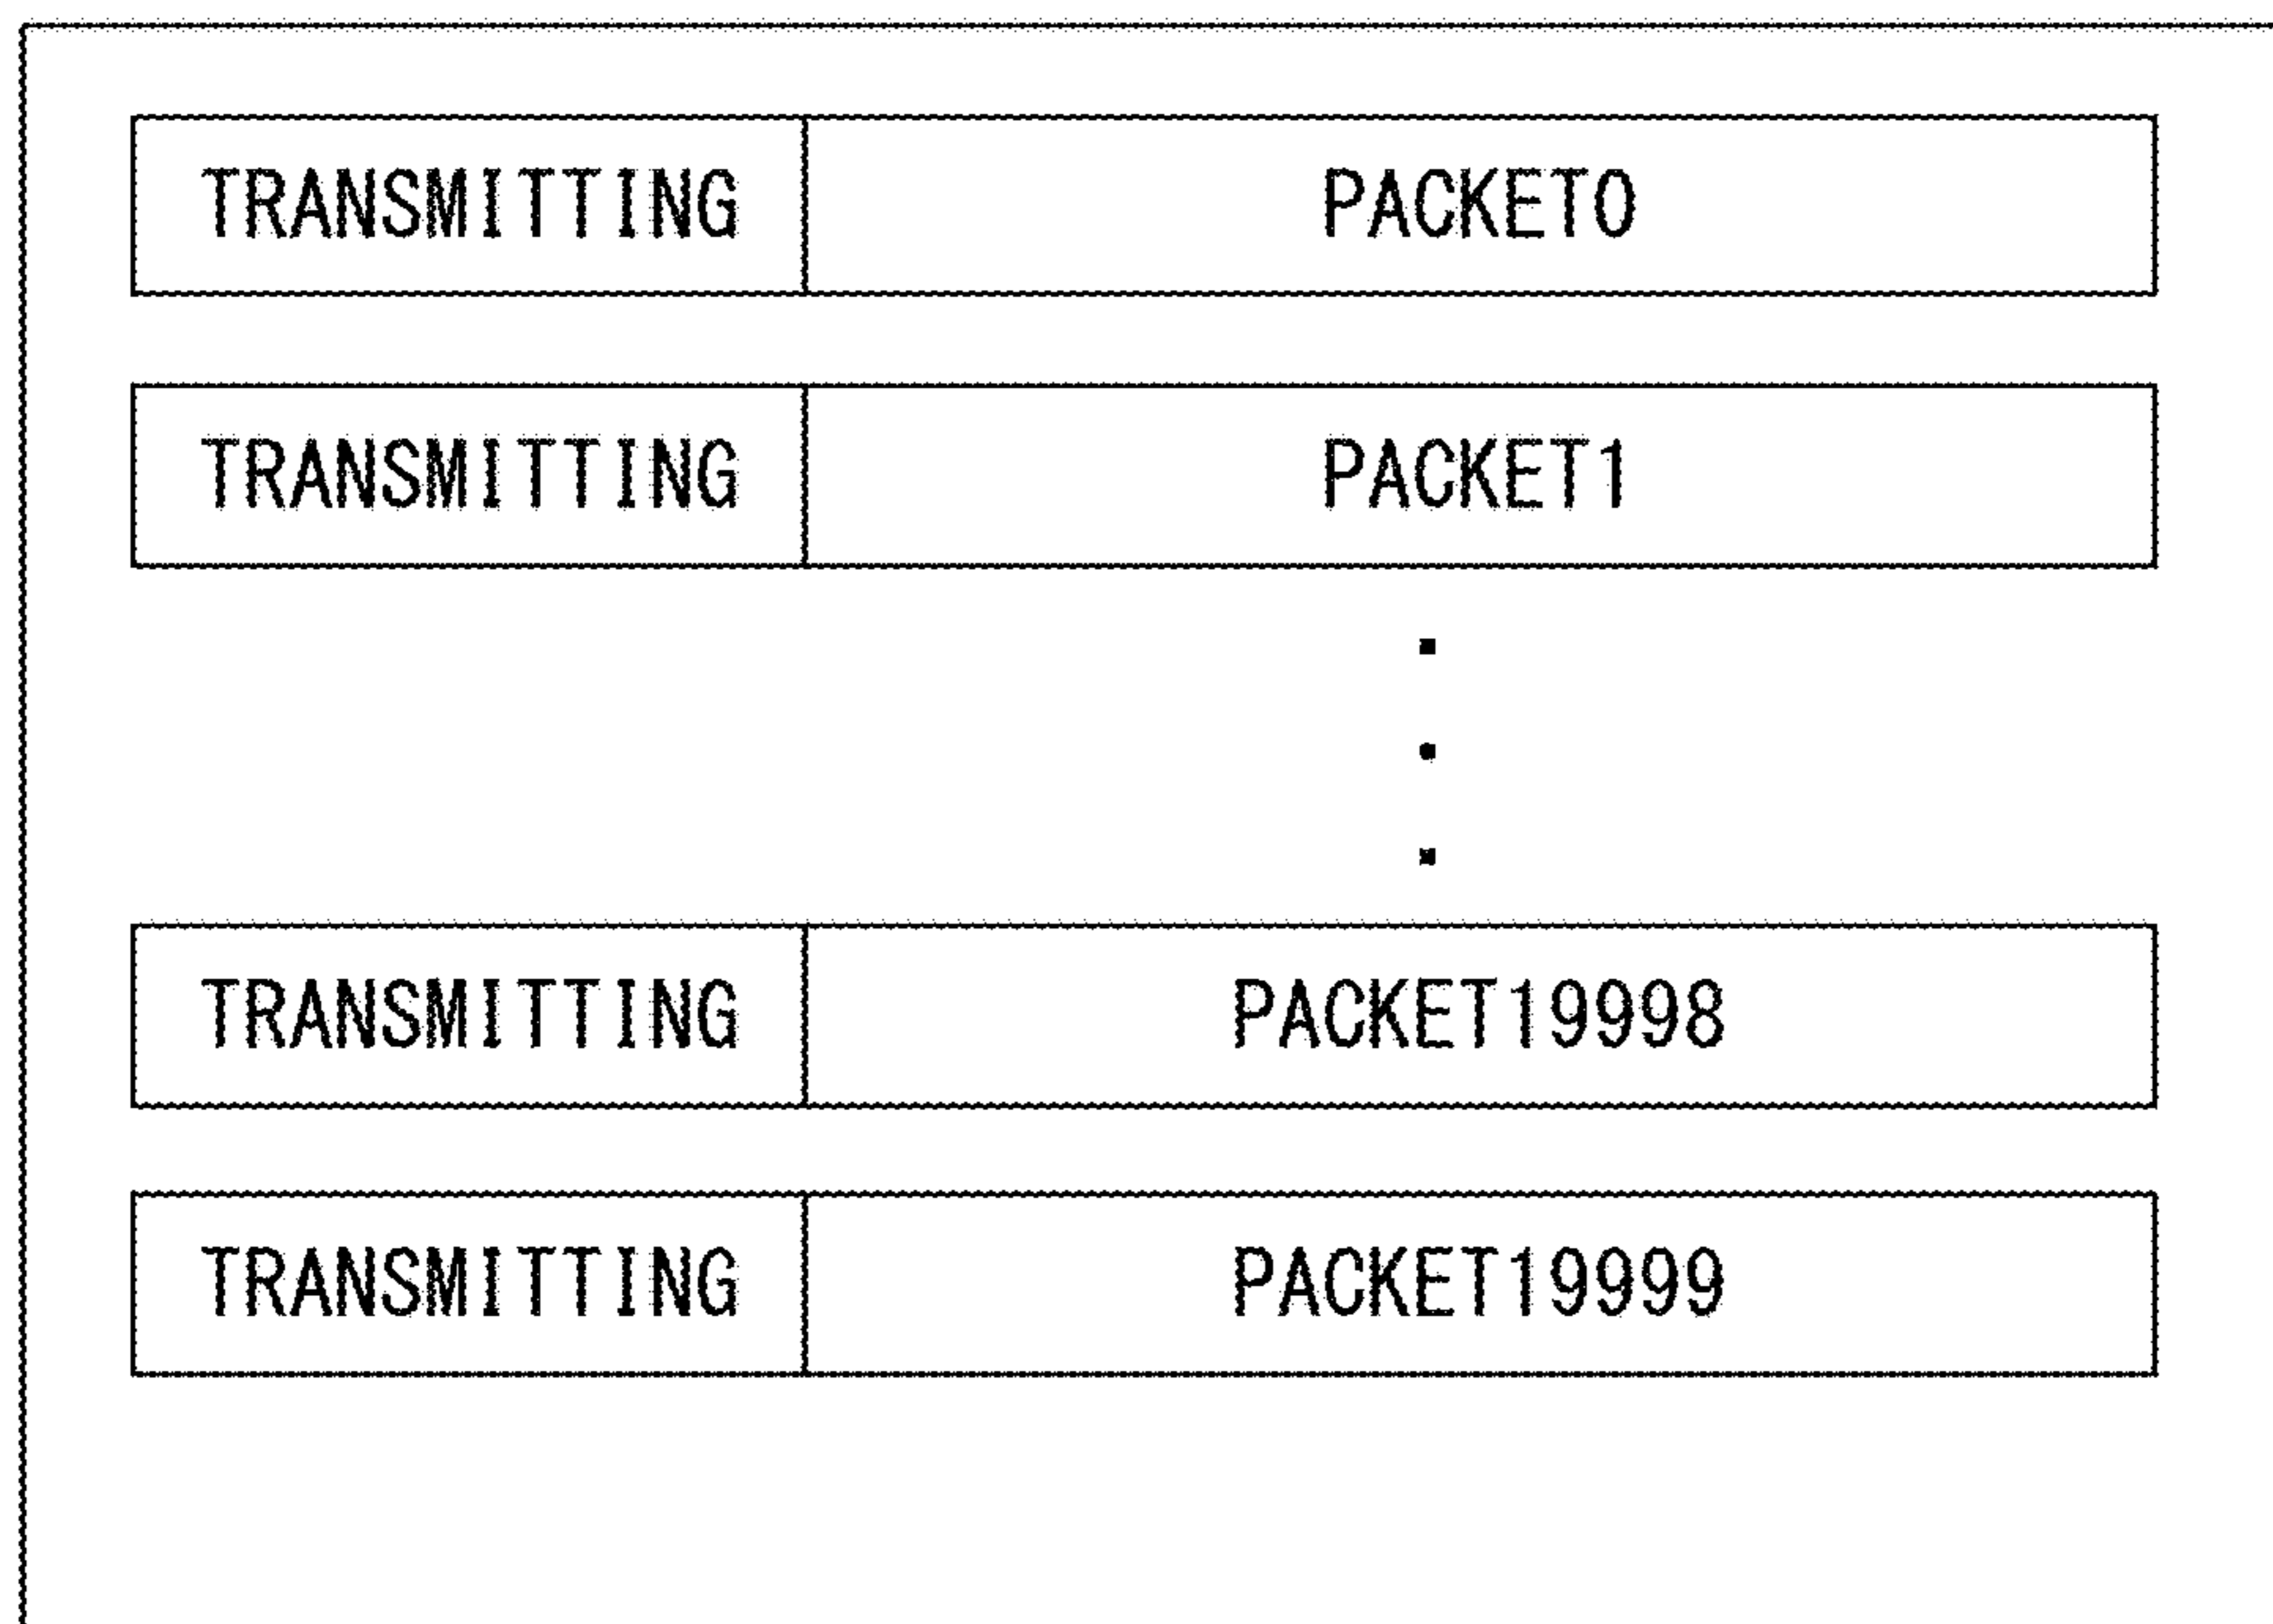 TRANSMITTING PACKET0
TRANSMITTING PACKET1
TRANSMITTING PACKET19998
TRANSMITTING PACKET19999